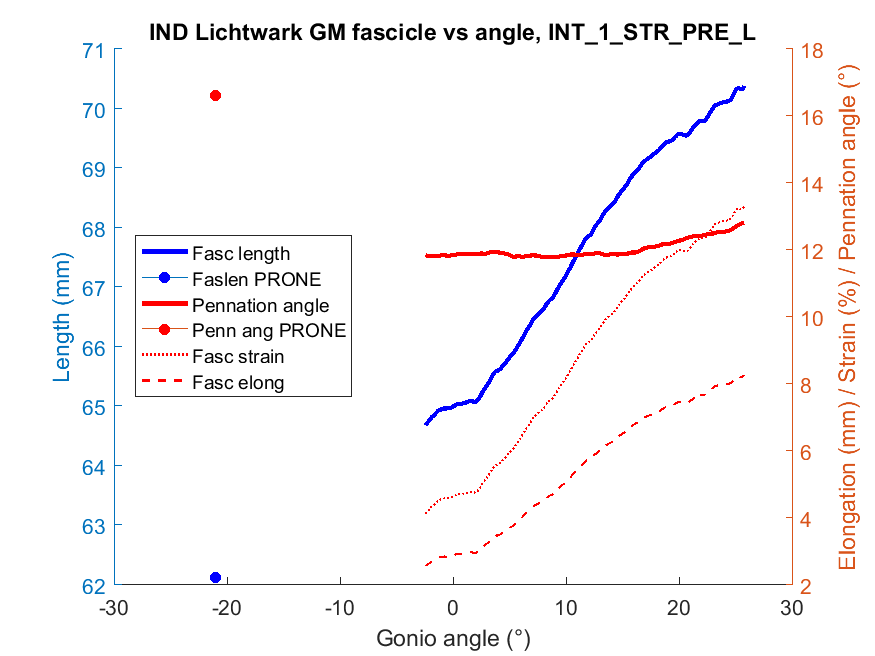 IND Lichtwark GM fascicle vs angle, INT_1_STR_PRE_L
71
70
69
68
67
66
65
64
63
62
Length (mm)
18
16
14
12
10
8
6
4
2
Elongation (mm) / Strain (%) / Pennation angle (°)
Fasc length
Faslen PRONE
Pennation angle
Penn ang PRONE
Fasc strain
Fasc elong
-30
-20
-10
0
10
20
30
Gonio angle (°)